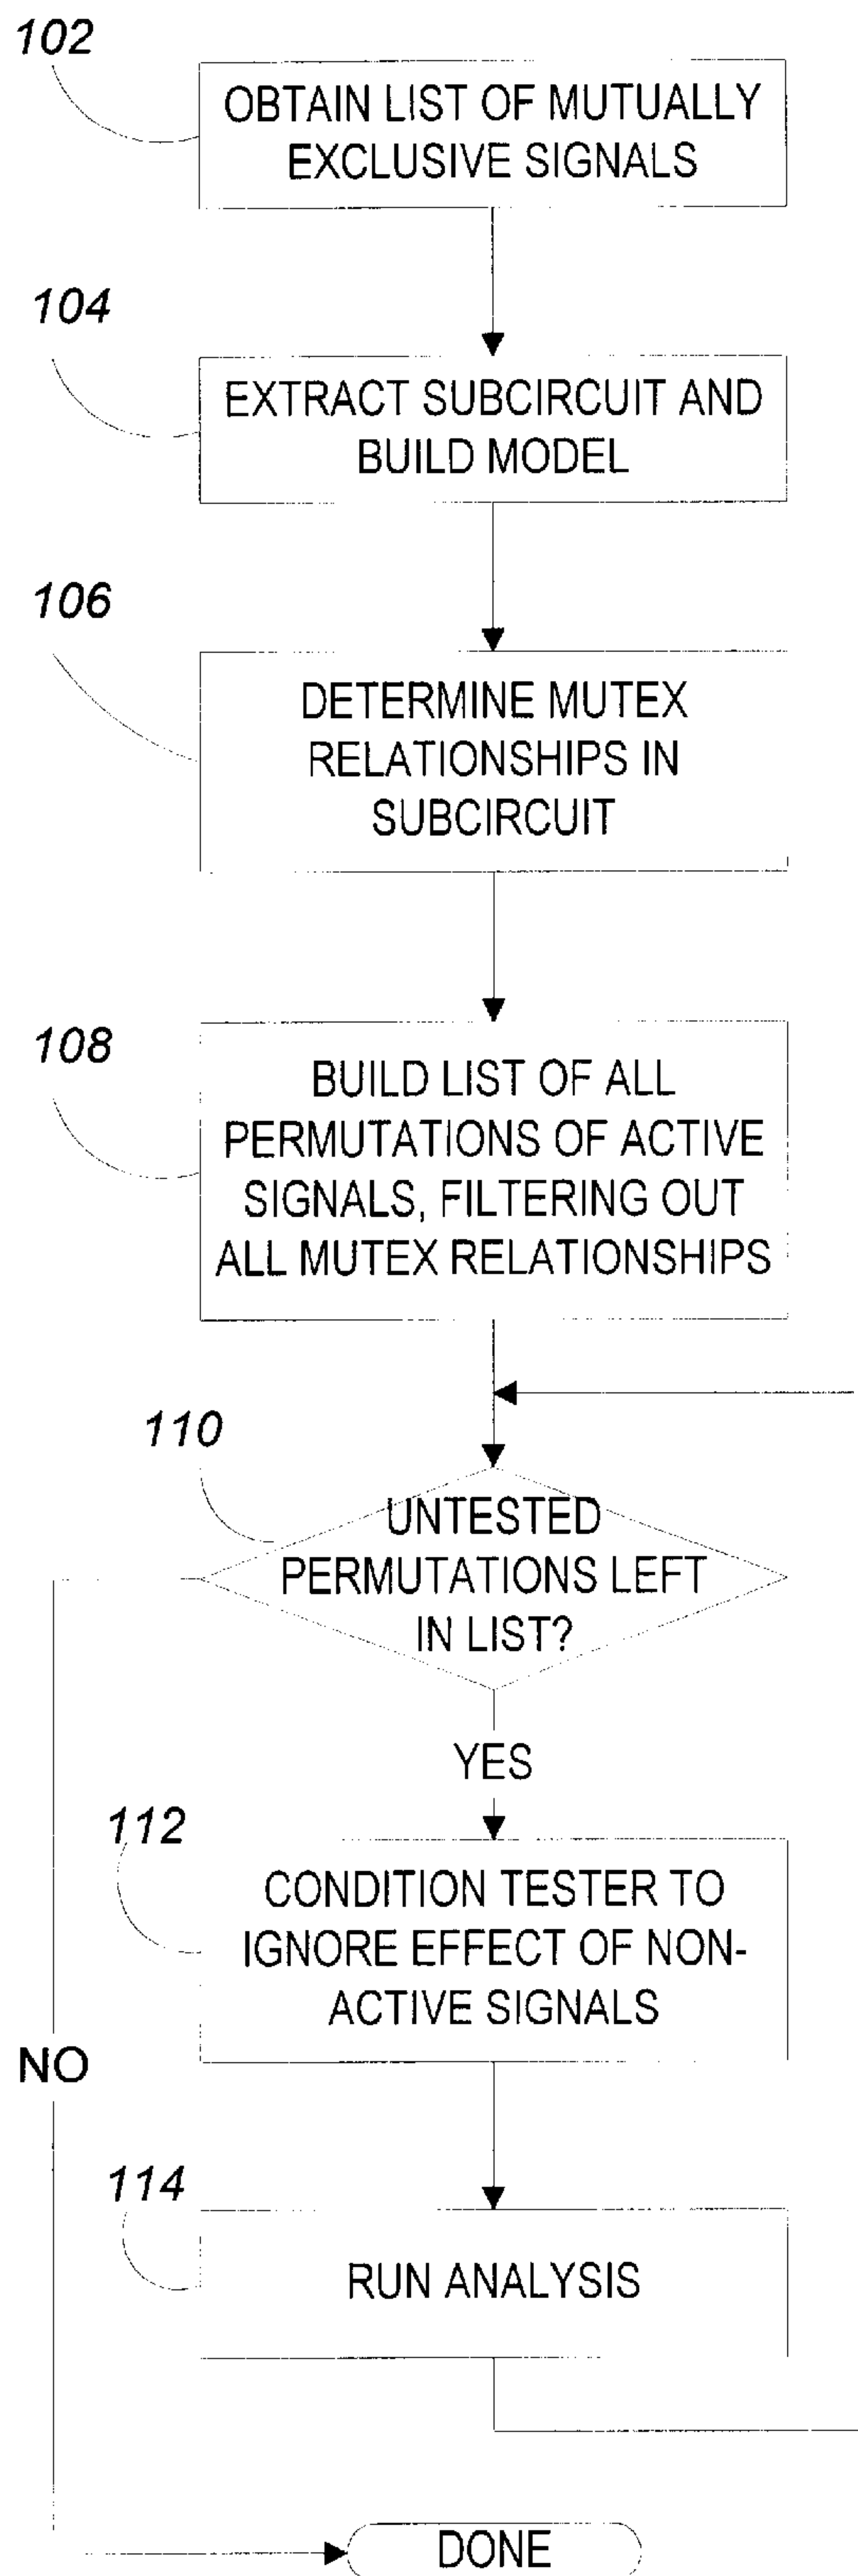 102
OBTAIN LIST OF MUTUALLY
EXCLUSIVE SIGNALS
104
EXTRACT SUBCIRCUIT AND
BUILD MODEL
106
DETERMINE MUTEX
RELATIONSHIPS IN
SUBCIRCUIT
108
BUILD LIST OF ALL
PERMUTATIONS OF ACTIVE
SIGNALS, FILTERING OUT
ALL MUTEX RELATIONSHIPS
110
UNTESTED
PERMUTATIONS LEFT
IN LIST?
YES
112
CONDITION TESTER TO
IGNORE EFFECT OF NON-
ACTIVE SIGNALS
NO
114
RUN ANALYSIS
DONE